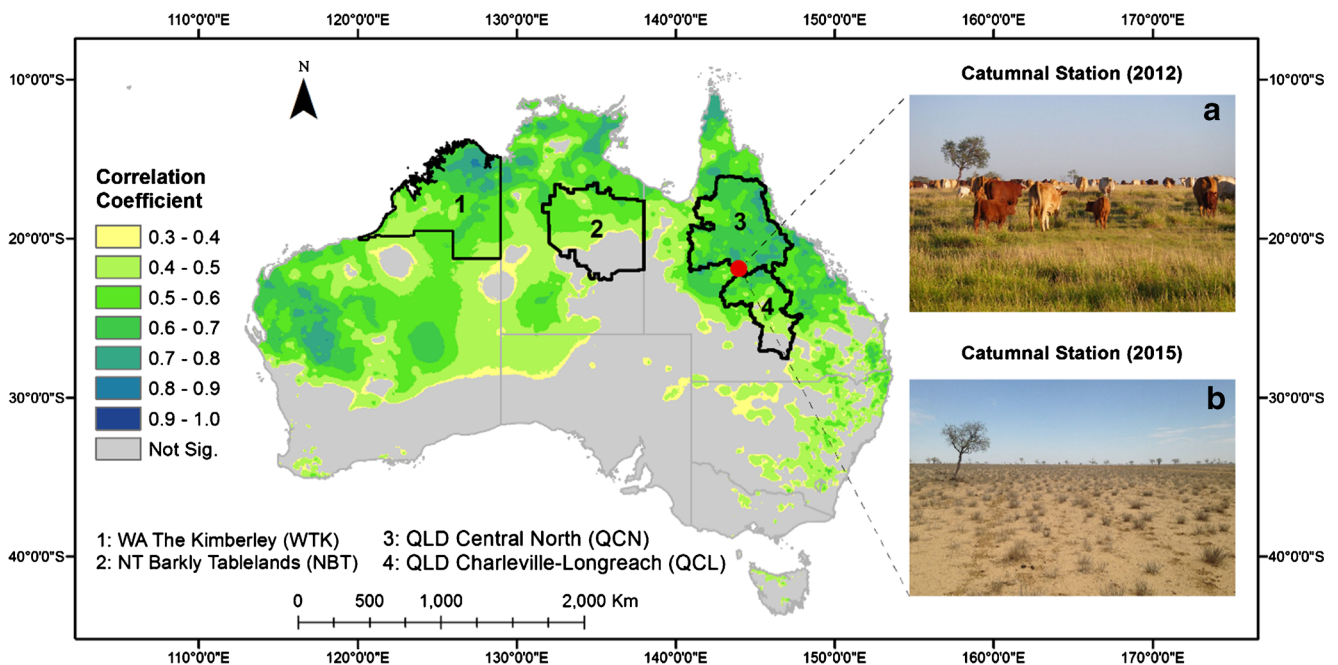 110°0'0"E 120°0'0"E 130°0'0"E 140°0'0"E 150°0'0"E 160°0'0"E 170°0'0"E
10°0'0"S
20°0'0"S
30°0'0"S
40°0'0"S
N
Correlation
Coefficient
0.3 - 0.4
0.4 - 0.5
0.5 - 0.6
0.6 - 0.7
0.7 - 0.8
0.8 - 0.9
0.9 - 1.0
Not Sig.
1
2
3
4
1: WA The Kimberley (WTK)
2: NT Barkly Tablelands (NBT)
3: QLD Central North (QCN)
4: QLD Charleville-Longreach (QCL)
0 500 1,000 2,000 Km
Catumnal Station (2012)
a
Catumnal Station (2015)
b
10°0'0"S
20°0'0"S
30°0'0"S
40°0'0"S
110°0'0"E 120°0'0"E 130°0'0"E 140°0'0"E 150°0'0"E 160°0'0"E 170°0'0"E